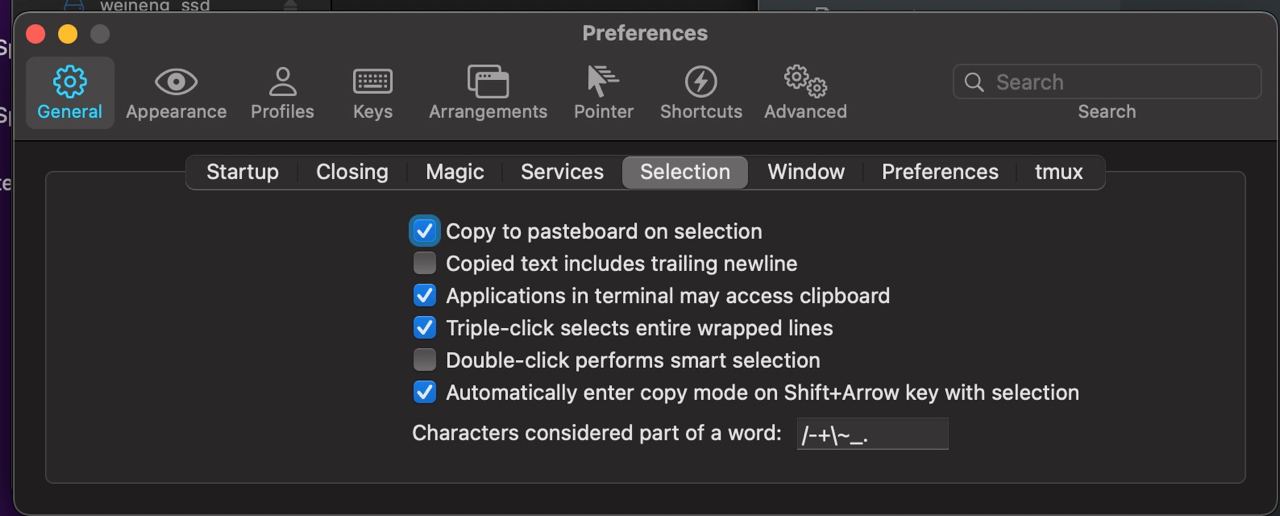 weineng_ssd
Preferences
General Appearance Profiles Keys Arrangements Pointer Shortcuts Advanced Search
Search
Startup Closing Magic Services Selection Window Preferences tmux
Copy to pasteboard on selection
Copied text includes trailing newline
Applications in terminal may access clipboard
Triple-click selects entire wrapped lines
Double-click performs smart selection
Automatically enter copy mode on Shift+Arrow key with selection
Characters considered part of a word: /-+\~_.